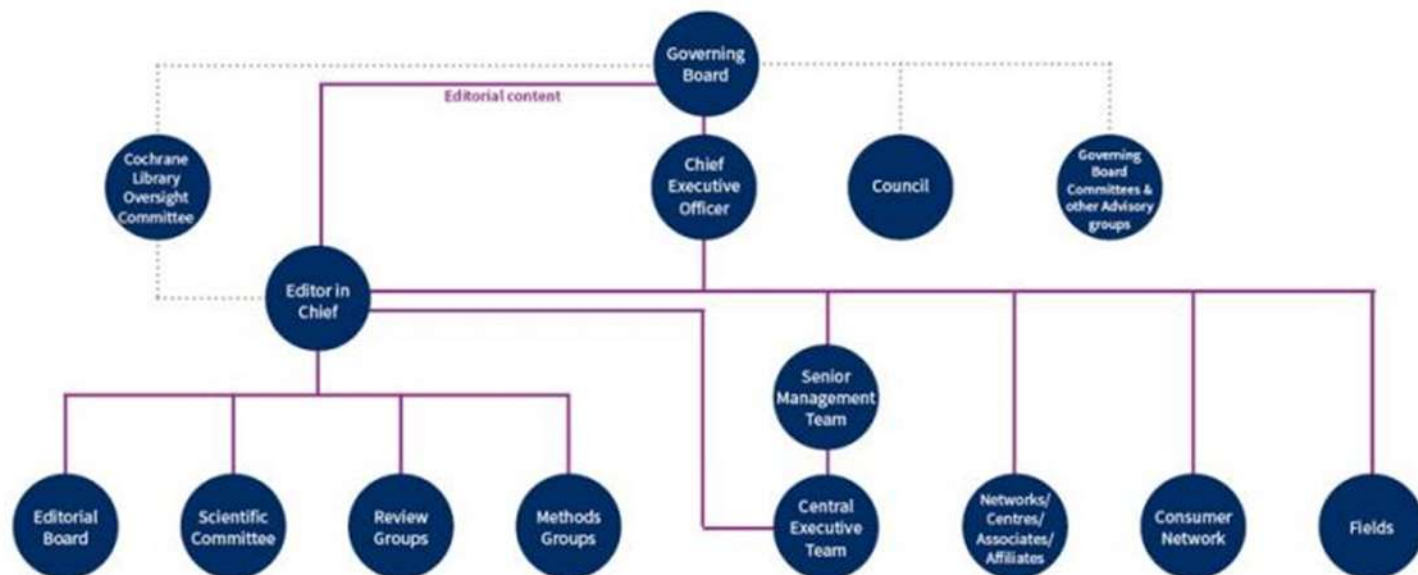 Governing
Board
Editorial content
Cochrane
Library
Oversight
Committee
Chief
Executive
Officer
Council
Governing
Board
Committees &
other Advisory
groups
Editor in
Chief
Senior
Management
Team
Editorial
Board
Scientific
Committee
Review
Groups
Methods
Groups
Central
Executive
Team
Networks/
Centres/
Associates/
Affiliates
Consumer
Network
Fields